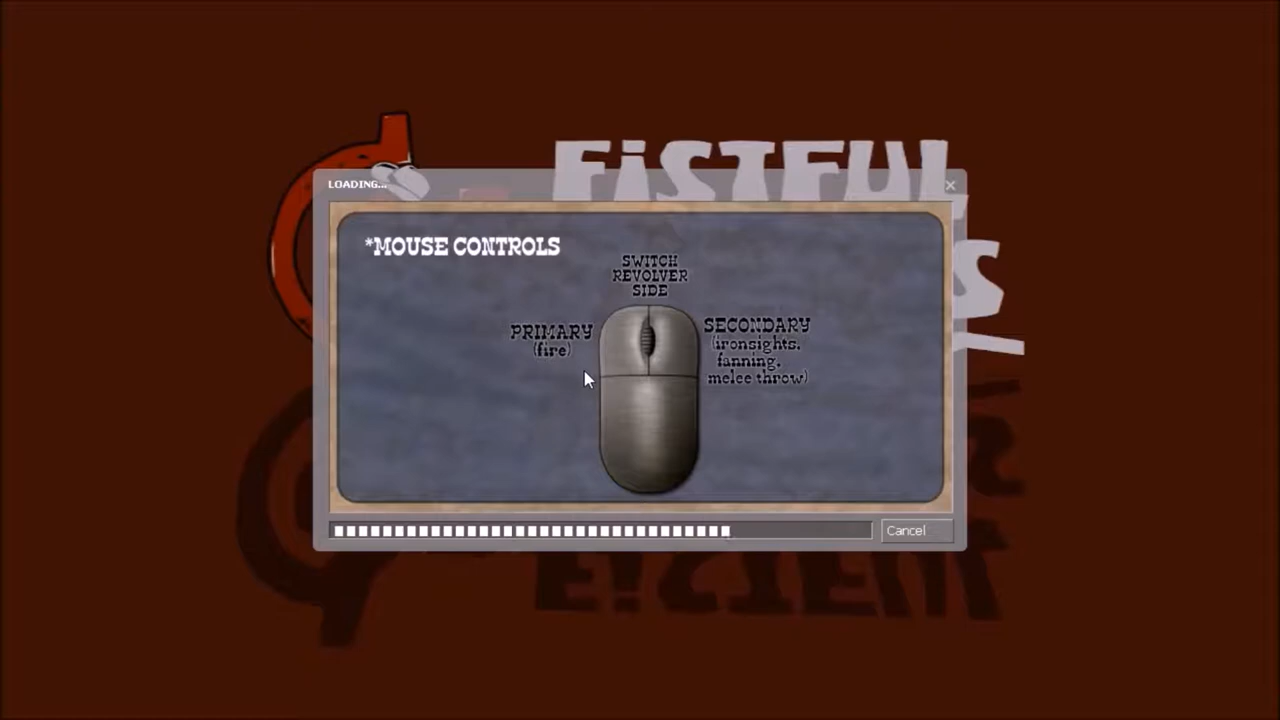 FiSTFUL
LOADING...
*MOUSE CONTROLS
SWITCH
REVOLVER
SIDE
PRIMARY
(fire)
SECONDARY
(ironsights,
fanning,
melee throw)
Cancel